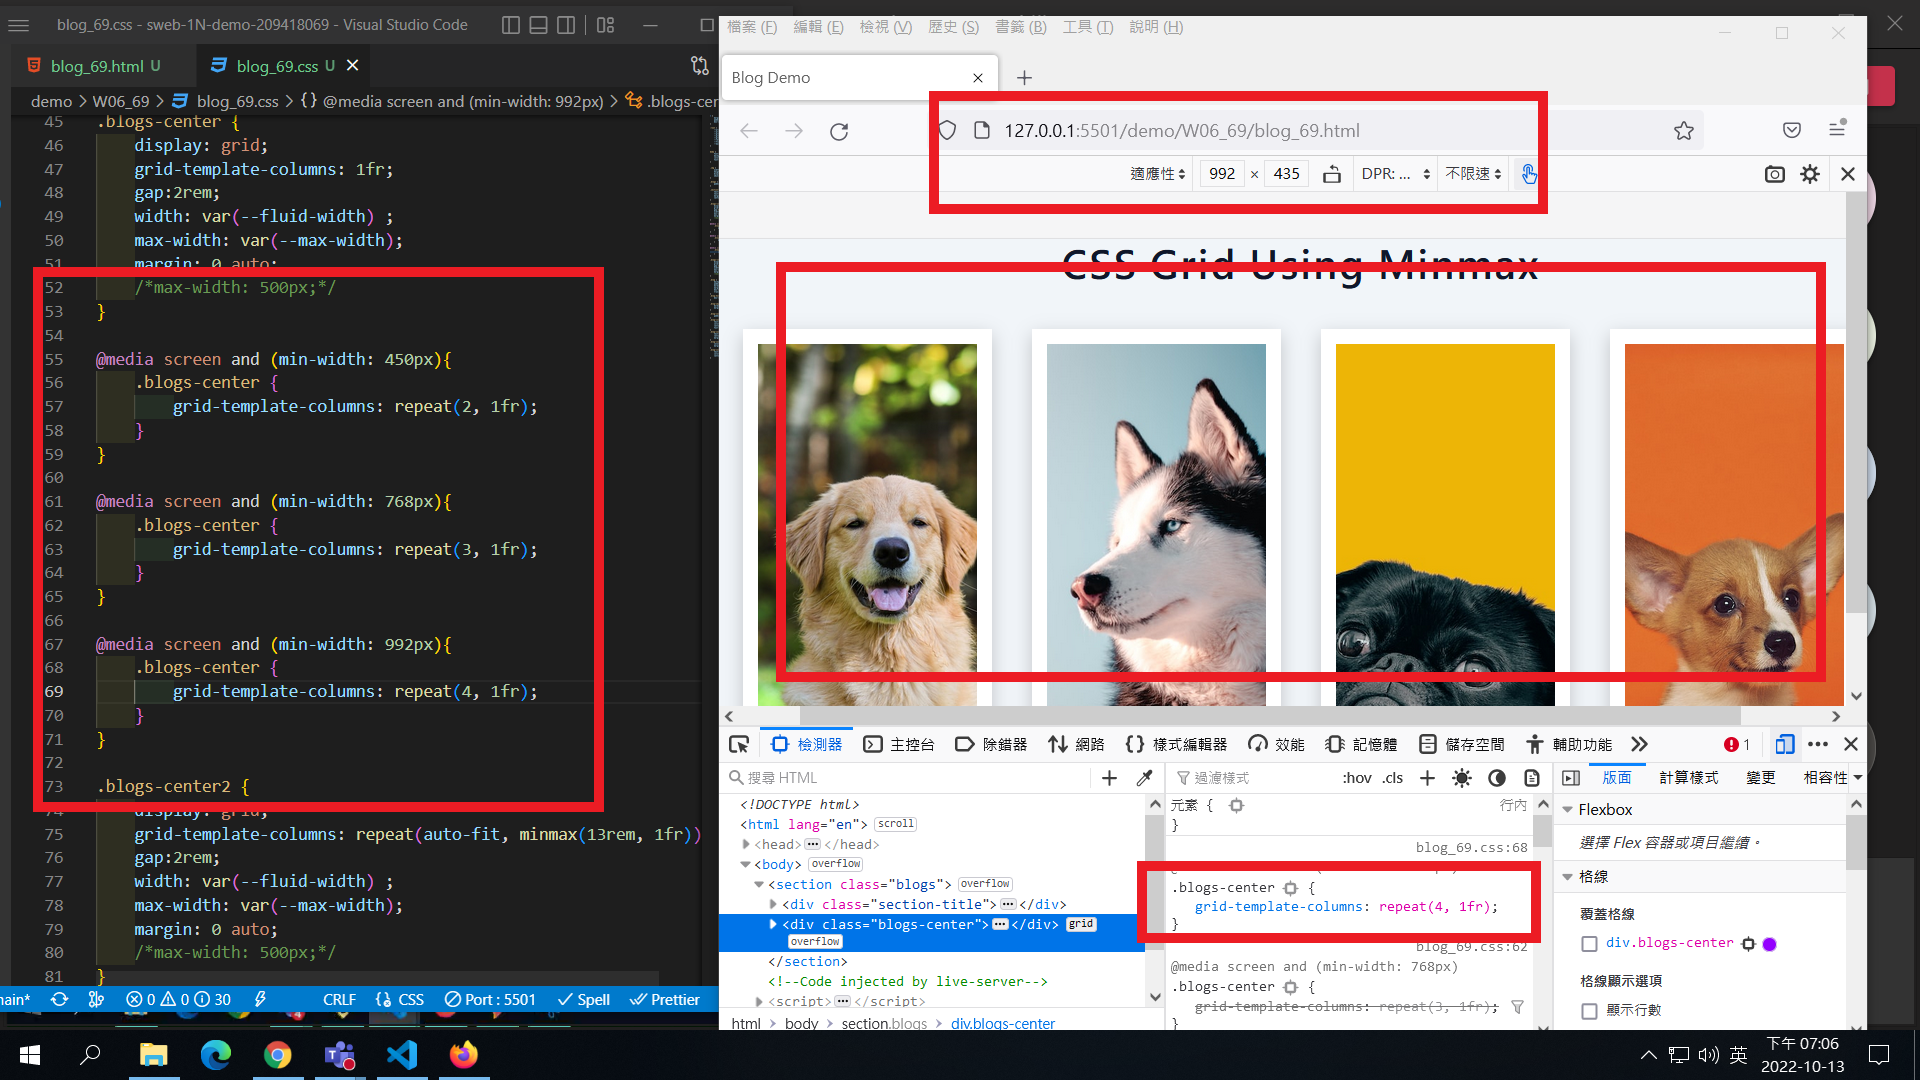 blog_69.css - sweb-1N-demo-209418069 - Visual Studio Code
blog_69.html U
blog_69.css U
demo > W06_69 > blog_69.css > {} @media screen and (min-width: 992px) > .blogs-cen
45 .blogs-center {
46 display: grid;
47 grid-template-columns: 1fr;
48 gap:2rem;
49 width: var(--fluid-width) ;
50 max-width: var(--max-width);
51 margin: 0 auto;
52 /*max-width: 500px;*/
53 }
54
55 @media screen and (min-width: 450px){
56 .blogs-center {
57 grid-template-columns: repeat(2, 1fr);
58 }
59 }
60
61 @media screen and (min-width: 768px){
62 .blogs-center {
63 grid-template-columns: repeat(3, 1fr);
64 }
65 }
66
67 @media screen and (min-width: 992px){
68 .blogs-center {
69 grid-template-columns: repeat(4, 1fr);
70 }
71 }
72
73 .blogs-center2 {
74 display: grid;
75 grid-template-columns: repeat(auto-fit, minmax(13rem, 1fr))
76 gap:2rem;
77 width: var(--fluid-width) ;
78 max-width: var(--max-width);
79 margin: 0 auto;
80 /*max-width: 500px;*/
81 }
main* 0 0 30 CRLF {} CSS Port : 5501 Spell Prettier
檔案 (F) 編輯 (E) 檢視 (V) 歷史 (S) 書籤 (B) 工具 (T) 說明 (H)
Blog Demo
127.0.0.1:5501/demo/W06_69/blog_69.html
適應性 992 × 435 DPR: ... 不限速
CSS Grid Using Minmax
檢測器 主控台 除錯器 網路 樣式編輯器 效能 記憶體 儲存空間 輔助功能 1
搜尋 HTML
<!DOCTYPE html>
<html lang="en"> scroll
<head> ••• </head>
<body> overflow
<section class="blogs"> overflow
<div class="section-title"> ••• </div>
<div class="blogs-center"> ••• </div> grid
overflow
</section>
<!--Code injected by live-server-->
<script> ••• </script>
html > body > section.blogs > div.blogs-center
過濾樣式 :hov .cls
元素 { 行內
}
blog_69.css:68
.blogs-center {
grid-template-columns: repeat(4, 1fr);
}
blog_69.css:62
@media screen and (min-width: 768px)
.blogs-center {
grid-template-columns: repeat(3, 1fr);
}
版面 計算樣式 變更 相容性
Flexbox
選擇 Flex 容器或項目繼續。
格線
覆蓋格線
div.blogs-center
格線顯示選項
顯示行數
英
下午 07:06
2022-10-13